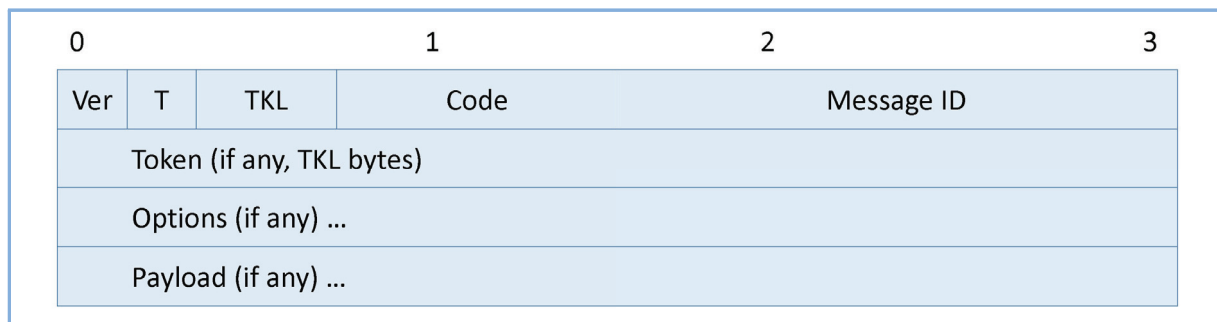 0 1 2 3
Ver T TKL Code Message ID
Token (if any, TKL bytes)
Options (if any) ...
Payload (if any) ...